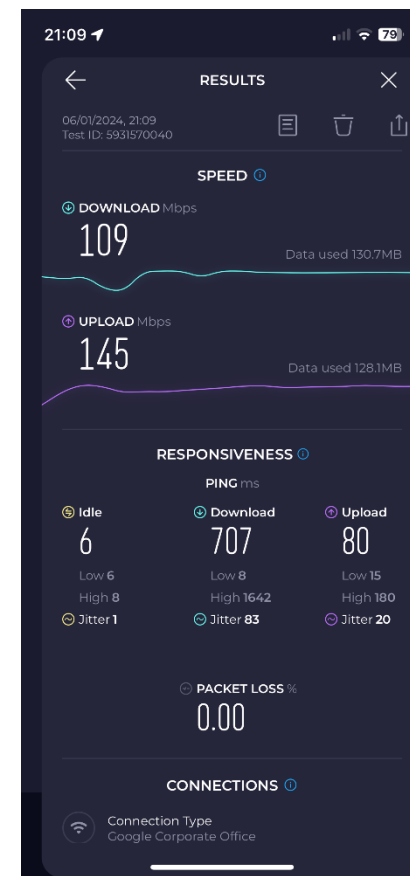 21:09
79
RESULTS
06/01/2024, 21:09
Test ID: 5931570040
SPEED
DOWNLOAD Mbps
109
Data used 130.7MB
UPLOAD Mbps
145
Data used 128.1MB
RESPONSIVENESS
PING ms
Idle Download Upload
6 707 80
Low 6 Low 8 Low 15
High 8 High 1642 High 180
Jitter 1 Jitter 83 Jitter 20
PACKET LOSS %
0.00
CONNECTIONS
Connection Type
Google Corporate Office